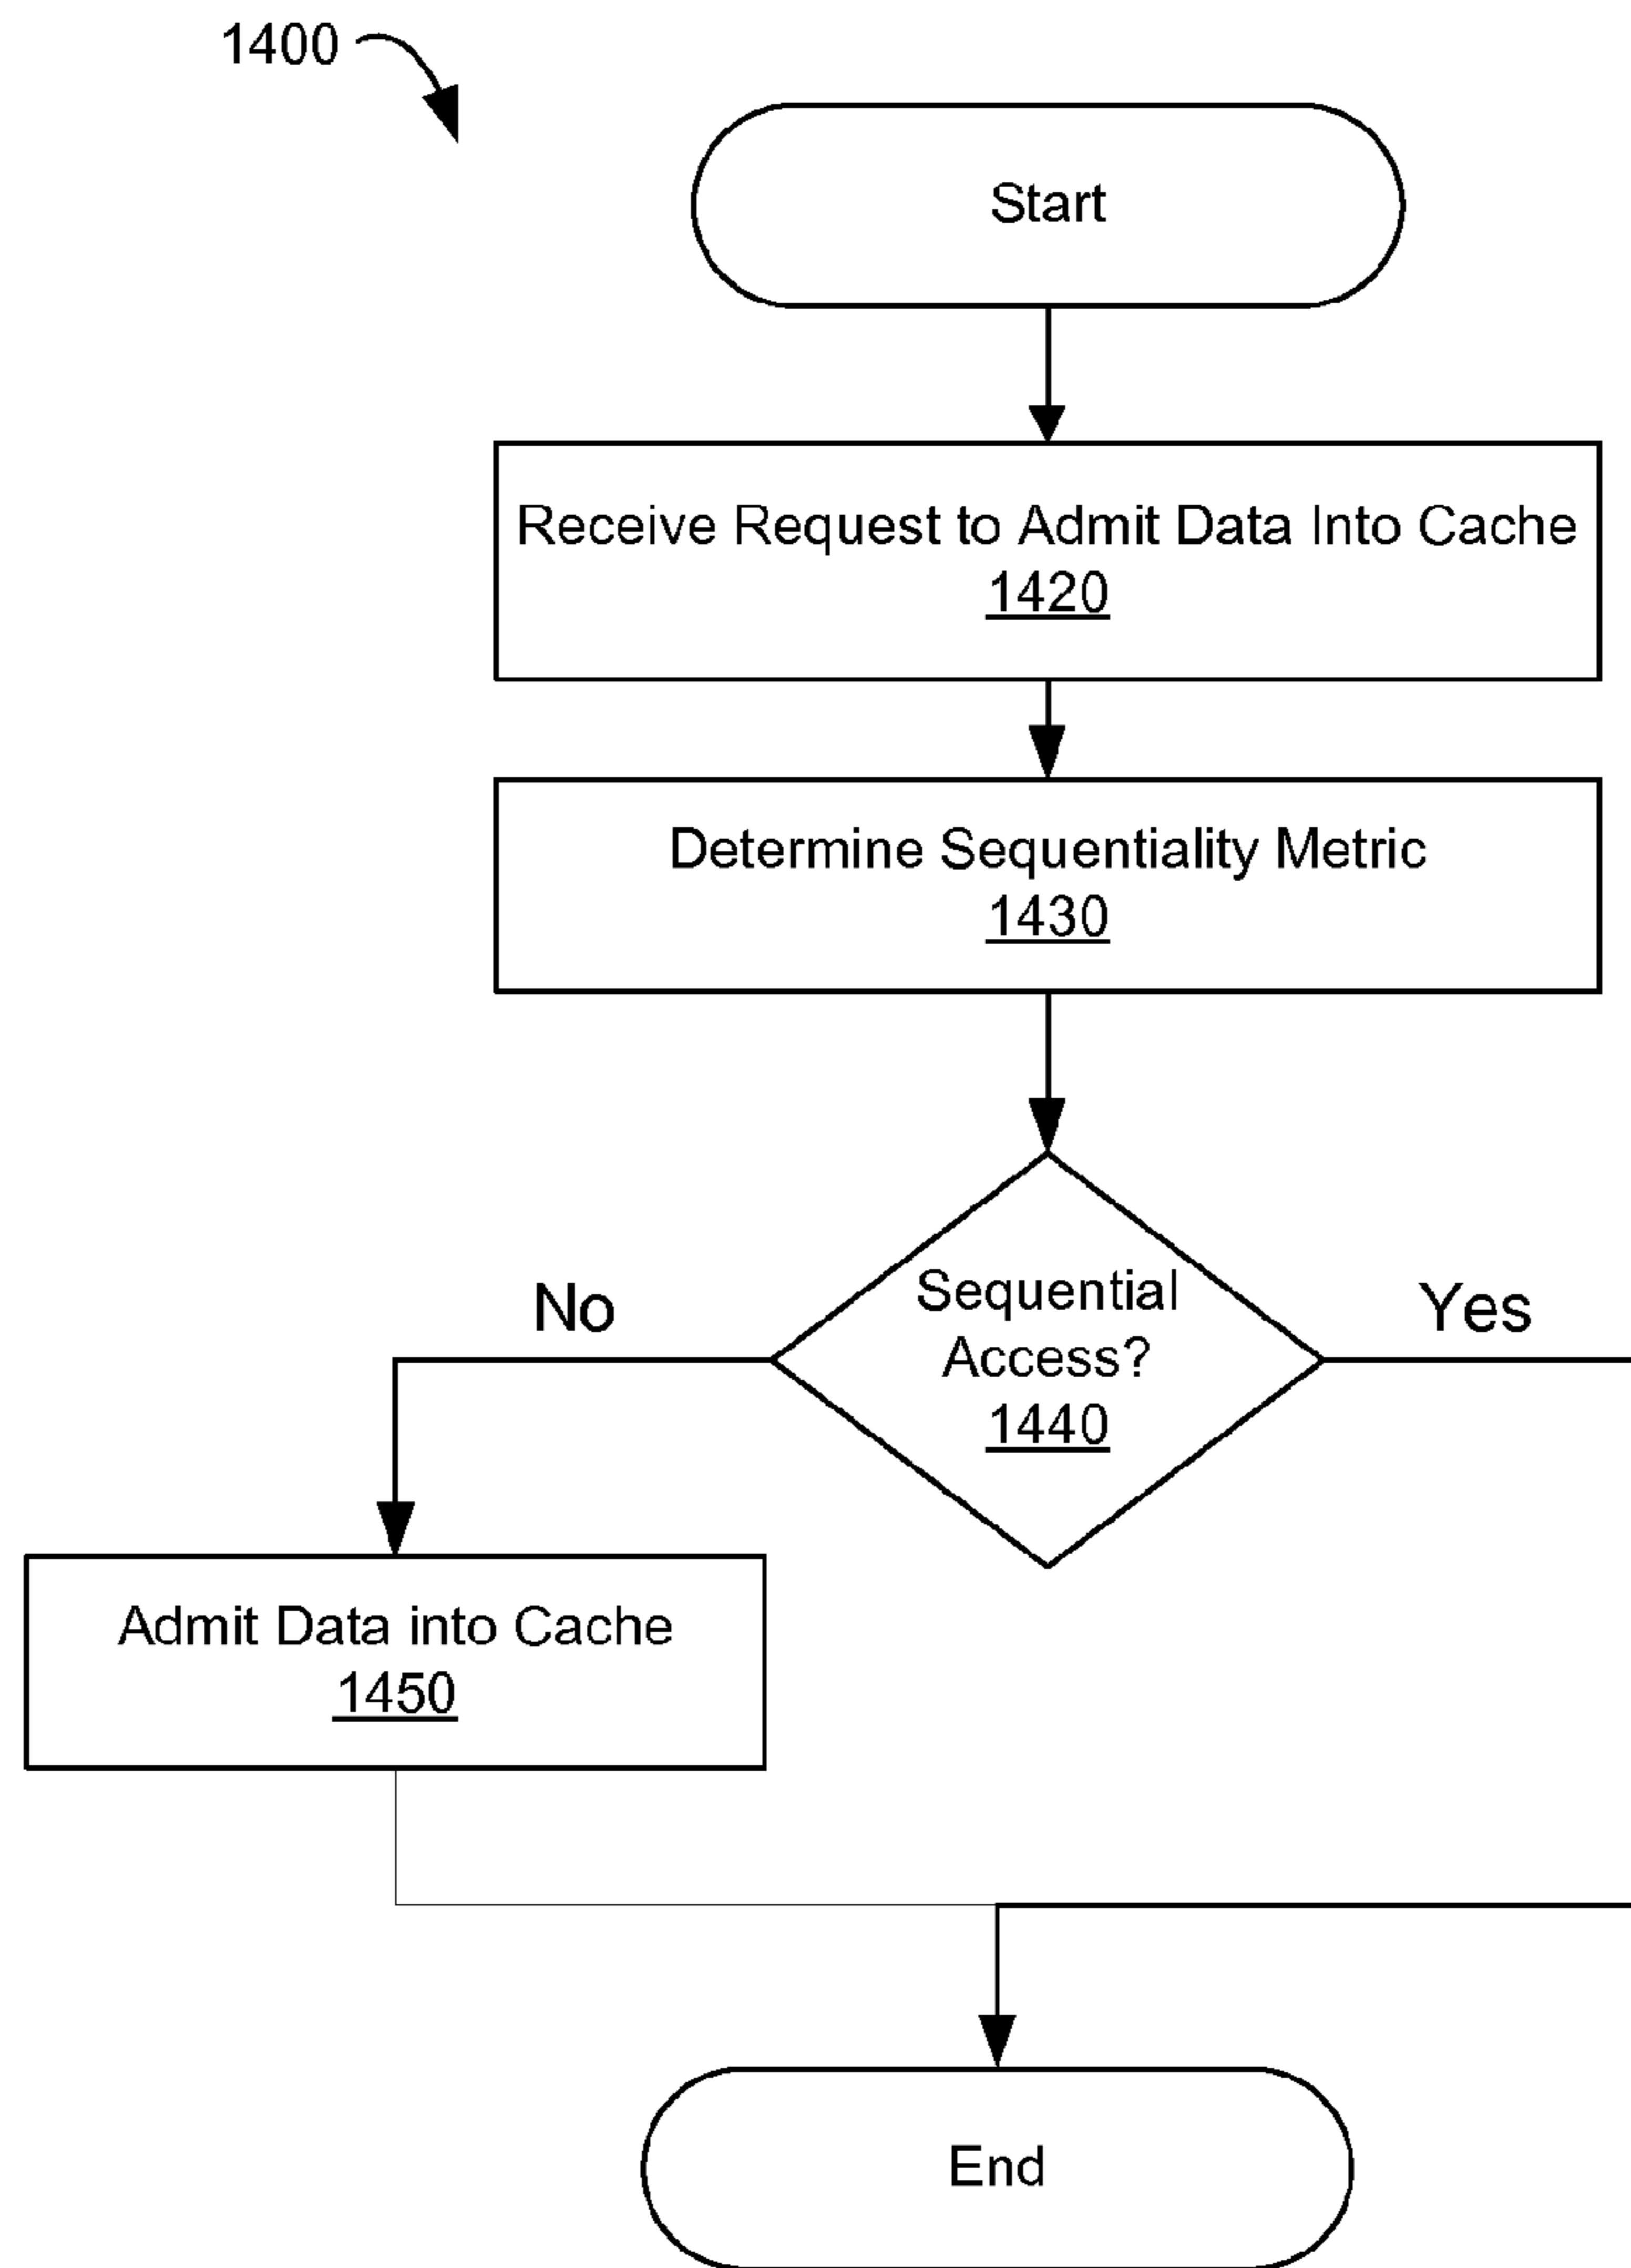 1400
Start
Receive Request to Admit Data Into Cache
1420
Determine Sequentiality Metric
1430
Sequential
Access?
1440
No
Yes
Admit Data into Cache
1450
End